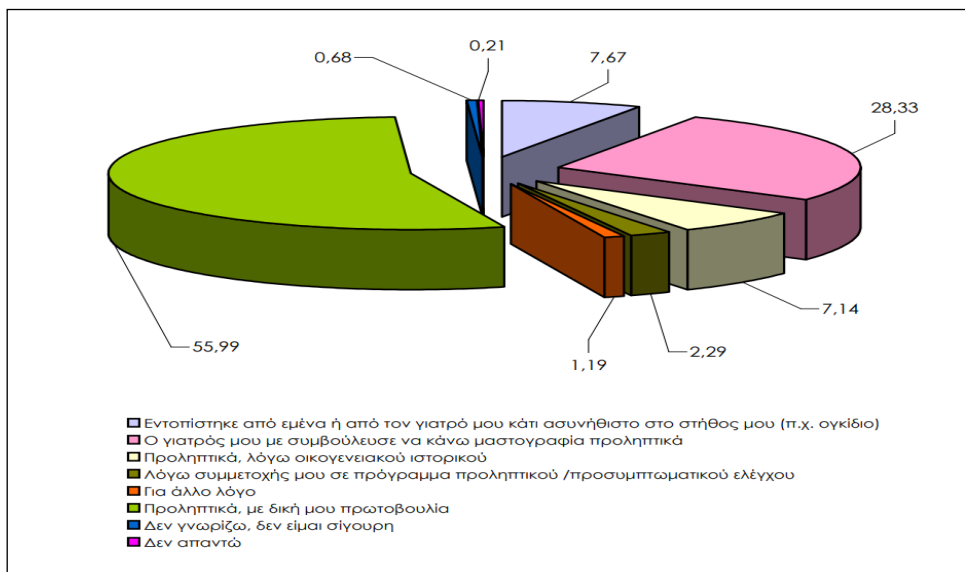 0,21
0,68
7,67
28,33
7,14
2,29
1,19
55,99
Εντοπίστηκε από εμένα ή από τον γιατρό μου κάτι ασυνήθιστο στο στήθος μου (π.χ. ογκίδιο)
Ο γιατρός μου με συμβούλευσε να κάνω μαστογραφία προληπτικά
Προληπτικά, λόγω οικογενειακού ιστορικού
Λόγω συμμετοχής μου σε πρόγραμμα προληπτικού /προσυμπτωματικού ελέγχου
Για άλλο λόγο
Προληπτικά, με δική μου πρωτοβουλία
Δεν γνωρίζω, δεν είμαι σίγουρη
Δεν απαντώ